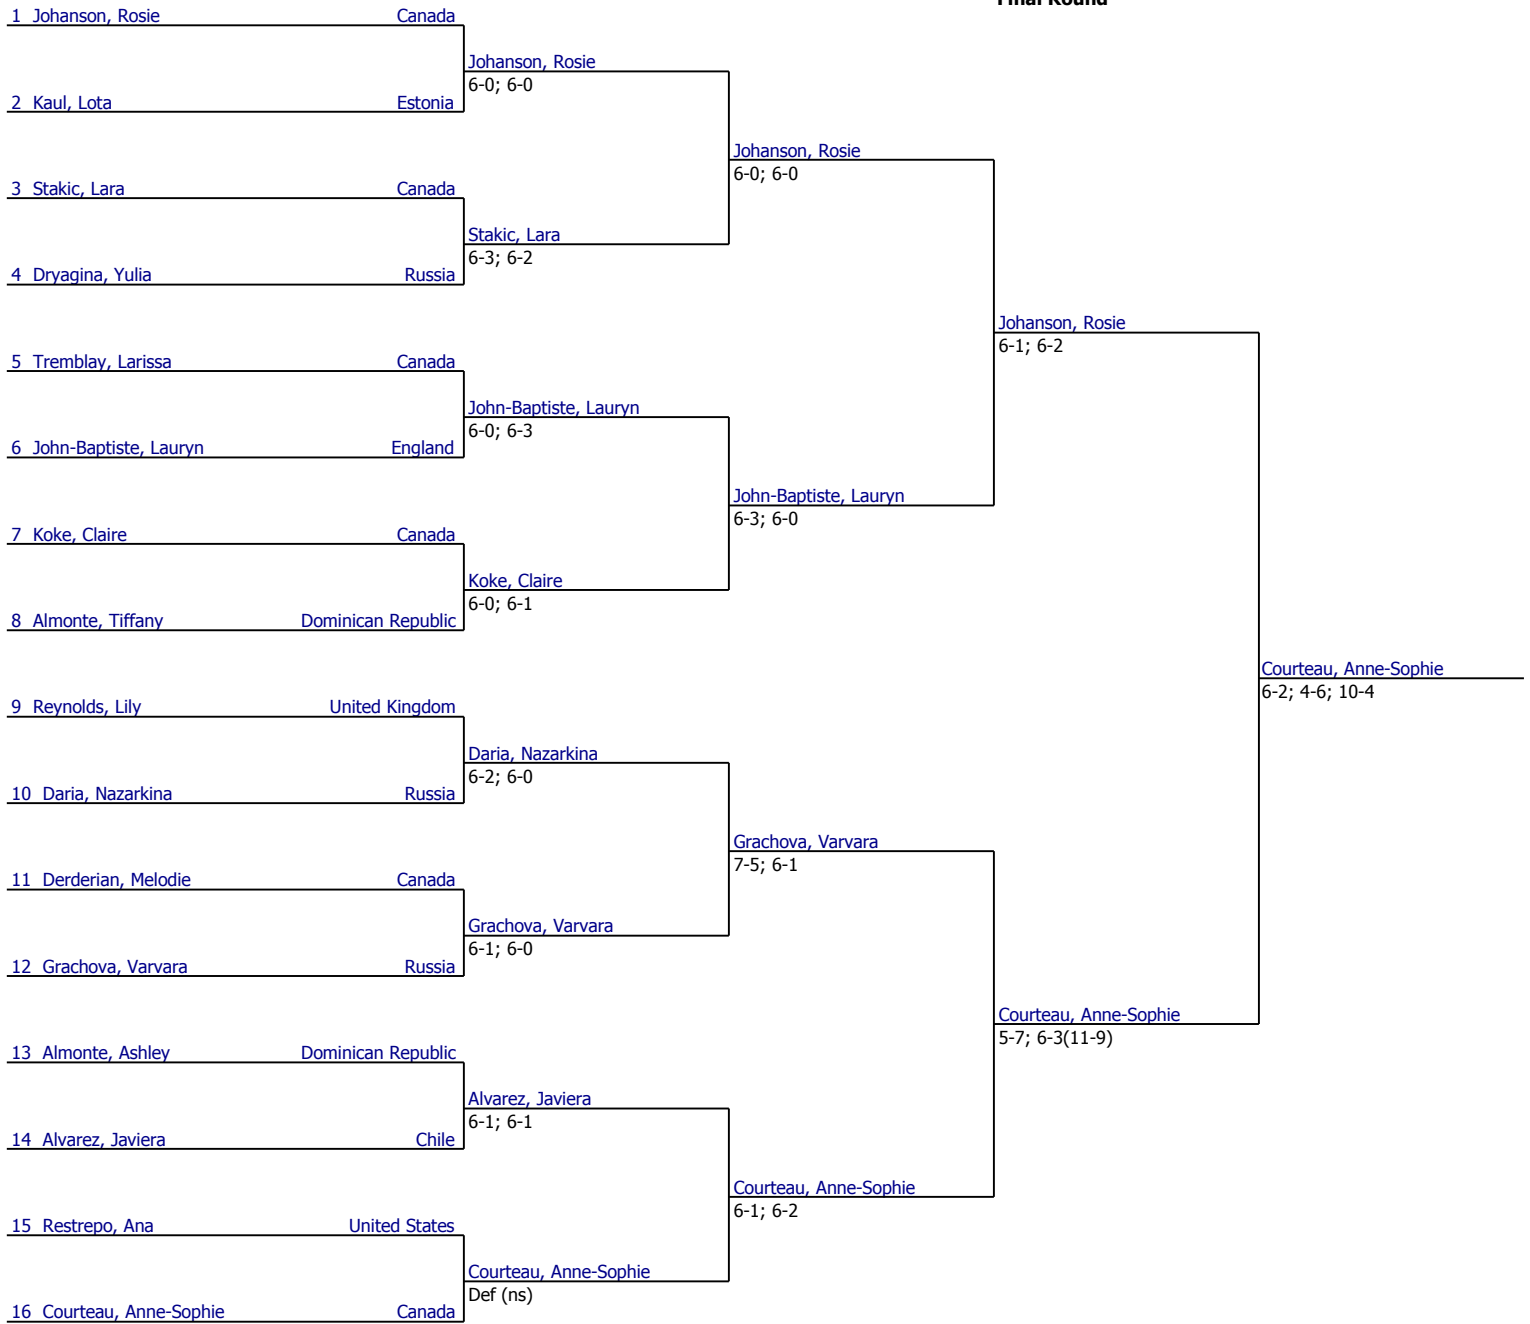 Final Round
1 Johanson, Rosie Canada
Johanson, Rosie
6-0; 6-0
2 Kaul, Lota Estonia
Johanson, Rosie
6-0; 6-0
3 Stakic, Lara Canada
Stakic, Lara
6-3; 6-2
4 Dryagina, Yulia Russia
Johanson, Rosie
6-1; 6-2
5 Tremblay, Larissa Canada
John-Baptiste, Lauryn
6-0; 6-3
6 John-Baptiste, Lauryn England
John-Baptiste, Lauryn
6-3; 6-0
7 Koke, Claire Canada
Koke, Claire
6-0; 6-1
8 Almonte, Tiffany Dominican Republic
Courteau, Anne-Sophie
6-2; 4-6; 10-4
9 Reynolds, Lily United Kingdom
Daria, Nazarkina
6-2; 6-0
10 Daria, Nazarkina Russia
Grachova, Varvara
7-5; 6-1
11 Derderian, Melodie Canada
Grachova, Varvara
6-1; 6-0
12 Grachova, Varvara Russia
Courteau, Anne-Sophie
5-7; 6-3(11-9)
13 Almonte, Ashley Dominican Republic
Alvarez, Javiera
6-1; 6-1
14 Alvarez, Javiera Chile
Courteau, Anne-Sophie
6-1; 6-2
15 Restrepo, Ana United States
Courteau, Anne-Sophie
Def (ns)
16 Courteau, Anne-Sophie Canada